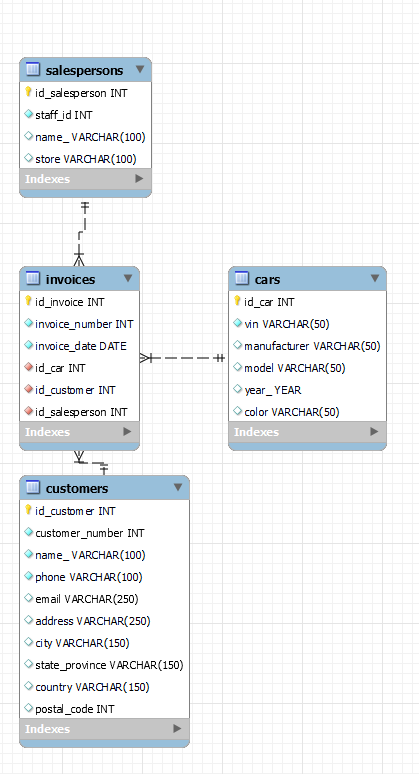 salespersons
id_salesperson INT
staff_id INT
name_ VARCHAR(100)
store VARCHAR(100)
Indexes
invoices
id_invoice INT
invoice_number INT
invoice_date DATE
id_car INT
id_customer INT
id_salesperson INT
Indexes
cars
id_car INT
vin VARCHAR(50)
manufacturer VARCHAR(50)
model VARCHAR(50)
year_ YEAR
color VARCHAR(50)
Indexes
customers
id_customer INT
customer_number INT
name_ VARCHAR(100)
phone VARCHAR(100)
email VARCHAR(250)
address VARCHAR(250)
city VARCHAR(150)
state_province VARCHAR(150)
country VARCHAR(150)
postal_code INT
Indexes